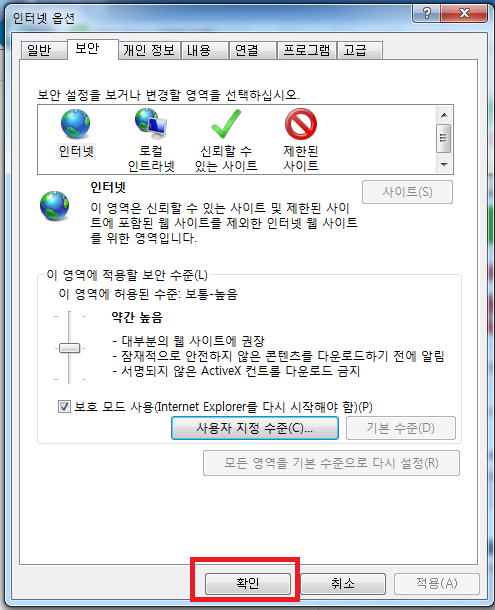 인터넷 옵션
일반 보안 개인 정보 내용 연결 프로그램 고급
보안 설정을 보거나 변경할 영역을 선택하십시오.
인터넷 로컬 인트라넷 신뢰할 수 있는 사이트 제한된 사이트
인터넷
사이트(S)
이 영역은 신뢰할 수 있는 사이트 및 제한된 사이
트에 포함된 웹 사이트를 제외한 인터넷 웹 사이트
를 위한 영역입니다.
이 영역에 적용할 보안 수준(L)
이 영역에 허용된 수준: 보통-높음
약간 높음
- 대부분의 웹 사이트에 권장
- 잠재적으로 안전하지 않은 콘텐츠를 다운로드하기 전에 알림
- 서명되지 않은 ActiveX 컨트롤 다운로드 금지
보호 모드 사용(Internet Explorer를 다시 시작해야 함)(P)
사용자 지정 수준(C)... 기본 수준(D)
모든 영역을 기본 수준으로 다시 설정(R)
확인 취소 적용(A)